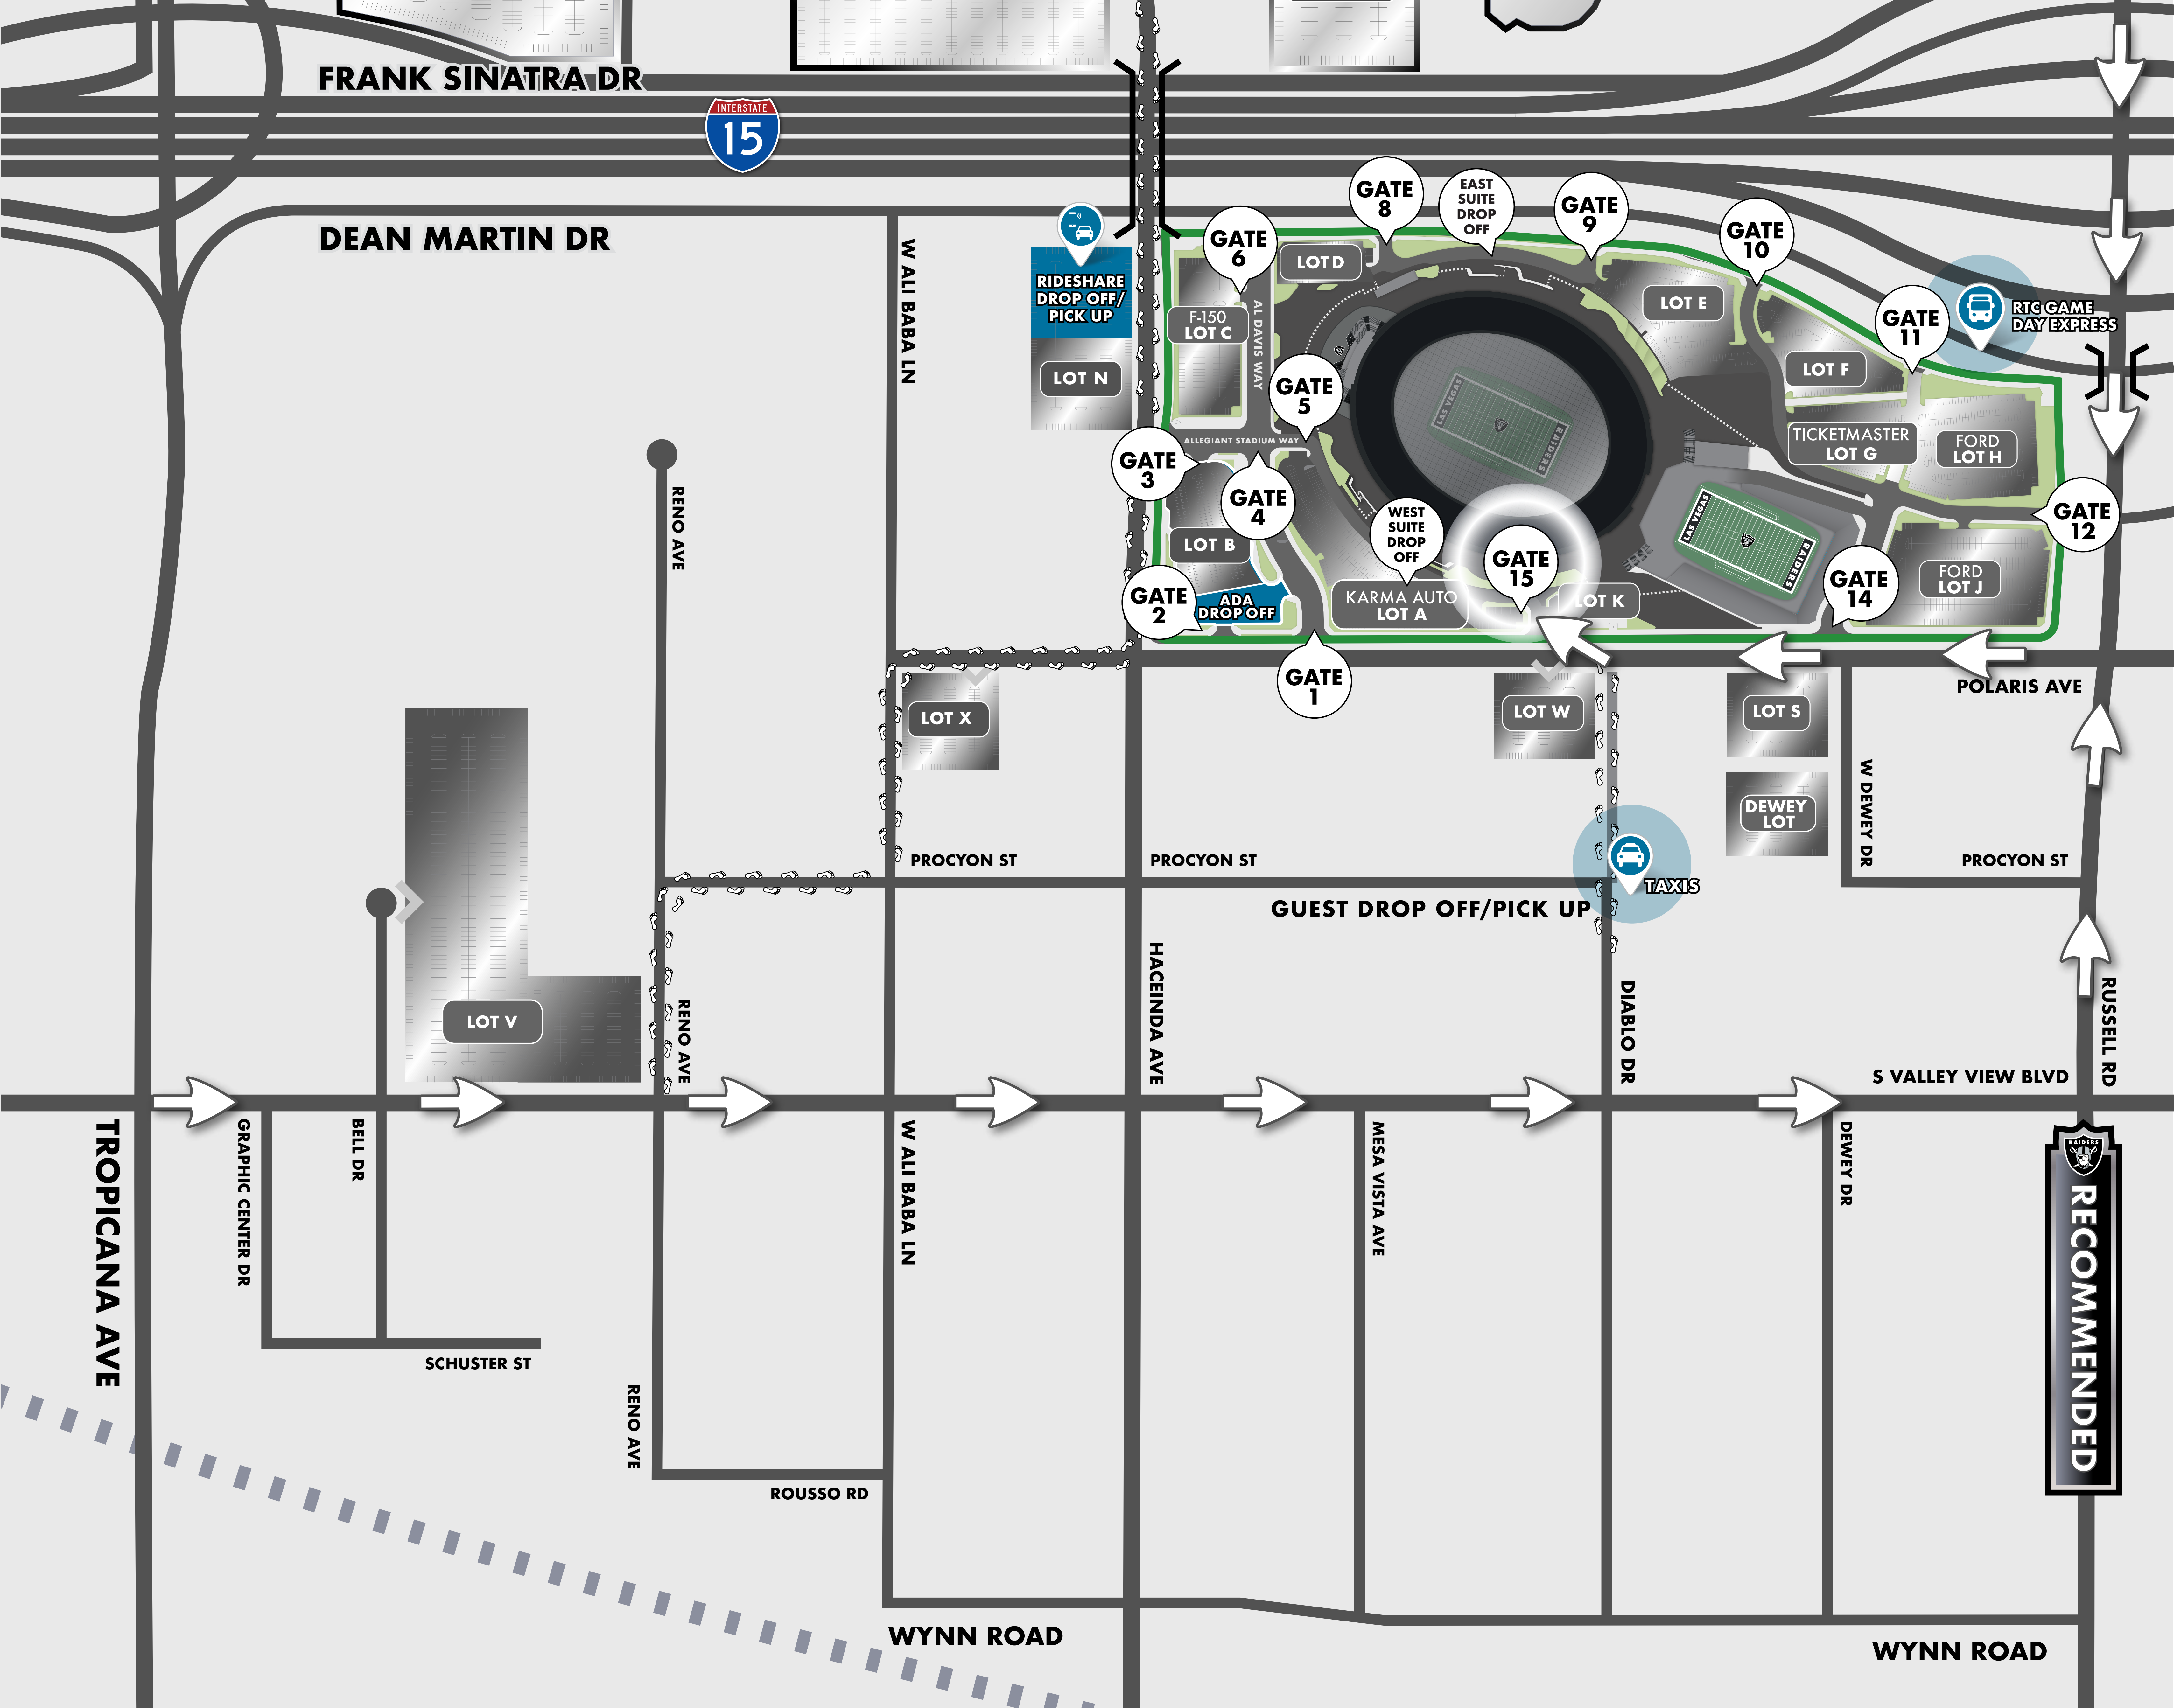 FRANK SINATRA DR
INTERSTATE
15
DEAN MARTIN DR
W ALI BABA LN
RIDESHARE
DROP OFF/
PICK UP
LOT N
GATE
6
LOT D
GATE
8
EAST
SUITE
DROP
OFF
GATE
9
GATE
10
LOT E
F-150
LOT C
AL DAVIS WAY
GATE
11
RTC GAME
DAY EXPRESS
LOT F
GATE
5
LAS VEGAS
RAIDERS
ALLEGIANT STADIUM WAY
TICKETMASTER
LOT G
FORD
LOT H
GATE
3
GATE
4
WEST
SUITE
DROP
OFF
GATE
15
LAS VEGAS
RAIDERS
GATE
12
LOT B
GATE
2
ADA
DROP OFF
KARMA AUTO
LOT A
LOT K
GATE
14
FORD
LOT J
GATE
1
POLARIS AVE
RENO AVE
LOT X
LOT W
LOT S
DEWEY
LOT
W DEWEY DR
PROCYON ST
PROCYON ST
PROCYON ST
TAXIS
GUEST DROP OFF/PICK UP
LOT V
RENO AVE
HACEINDA AVE
DIABLO DR
RUSSELL RD
S VALLEY VIEW BLVD
TROPICANA AVE
GRAPHIC CENTER DR
BELL DR
W ALI BABA LN
MESA VISTA AVE
DEWEY DR
RAIDERS
RECOMMENDED
SCHUSTER ST
RENO AVE
ROUSSO RD
WYNN ROAD
WYNN ROAD